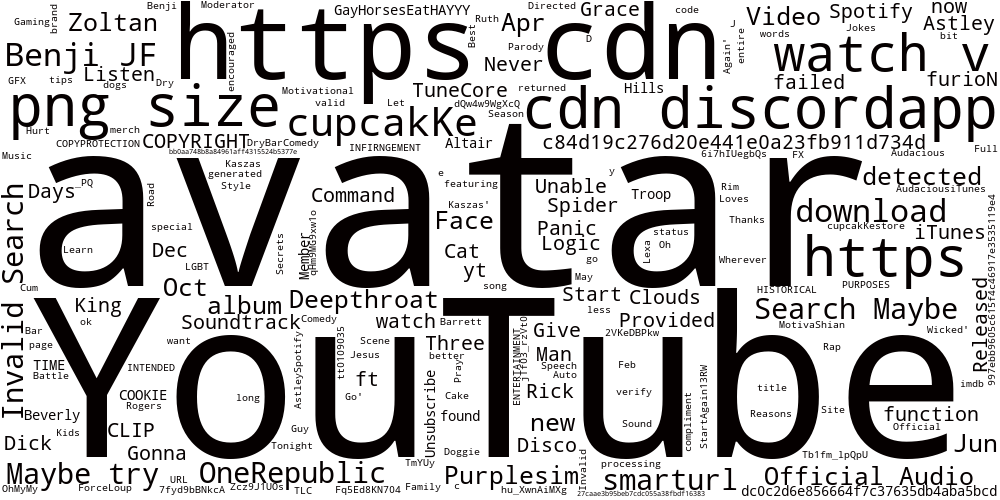 https
cdn
avatar
YouTube
Gaming
brand
Zoltan
Benji
Moderator
GayHorsesEatHAYYY
Best
Ruth
Directed
Grace
code
J
Video
Spotify
now
Astley
Benji JF
Listen
GFX
tips
dogs
Dry
encouraged
Apr
Parody
D
Never
Again'
entire
words
Jokes
bit
watch v
failed
furioN
png size
Motivational
valid
Let
TuneCore
returned
Hills
dQw4w9WgXcQ
Season
cdn discordapp
cupcakKe
Hurt
merch
COPYPROTECTION
COPYRIGHT
DryBarComedy
bb0aa748b8a84961aff4315524b5377e
INFIRNGEMENT
Altair
c84d19c276d20e441e0a23fb911d734d
6i7hIUegbQs
FX
Audacious
Full
Music
Kaszas
generated
Style
e
featuring
y
detected
Days
_PQ
Road
Command
Unable
Spider
Troop
Rim
Loves
AudaciousiTunes
Kaszas'
Face
Panic
Logic
go
status
Oh
Lexa
Thanks
download
cupcakKestore
iTunes
Invalid Search
Learn
special
Dec
LGBT
Secrets
Member
qHm9MG9xw1o
Cat
yt
Wherever
https
997ebb9605c615f4c46917e3535119e4
Cum
Oct
song
May
HISTORICAL
PURPOSES
Released
King
ok
album
Deepthroat
Start
less
Clouds
Soundtrack
Comedy
watch
Barrett
Provided
Search Maybe
MotivaShian
Wicked'
Bar
page
want
tt0109035
Scene
Jesus
Three
better
ENTERTAINMENT
Give
2VKeDBPkw
Rap
TIME
Battle
INTENDED
AstleySpotify
ft
Go'
Pray
Man
Speech
Auto
Feb
imdb
COOKIE
Rogers
long
Unsubscribe
Cake
Rick
verify
compliment
StartAgain13RW
title
Beverly
Kids
CLIP
Guy
found
new
Sound
Reasons
Site
function
Official
Dick
Gonna
Tonight
Doggie
Disco
Tb1fm_lpQpU
Jun
Maybe try
URL
OneRepublic
TmYUy
Purplesim
Invalid
processing
smarturl
Official Audio
OhMyMy
ForceLoup
7fyd9bBNkcA
Zcz9J1U0s
TLC
Fq5Ed8KN704
Family
c
hu_XwnAiMXg
27caae3b95beb7cdc055a38fbdf16383
dc0c2d6e856664f7c37635db4aba5bcd